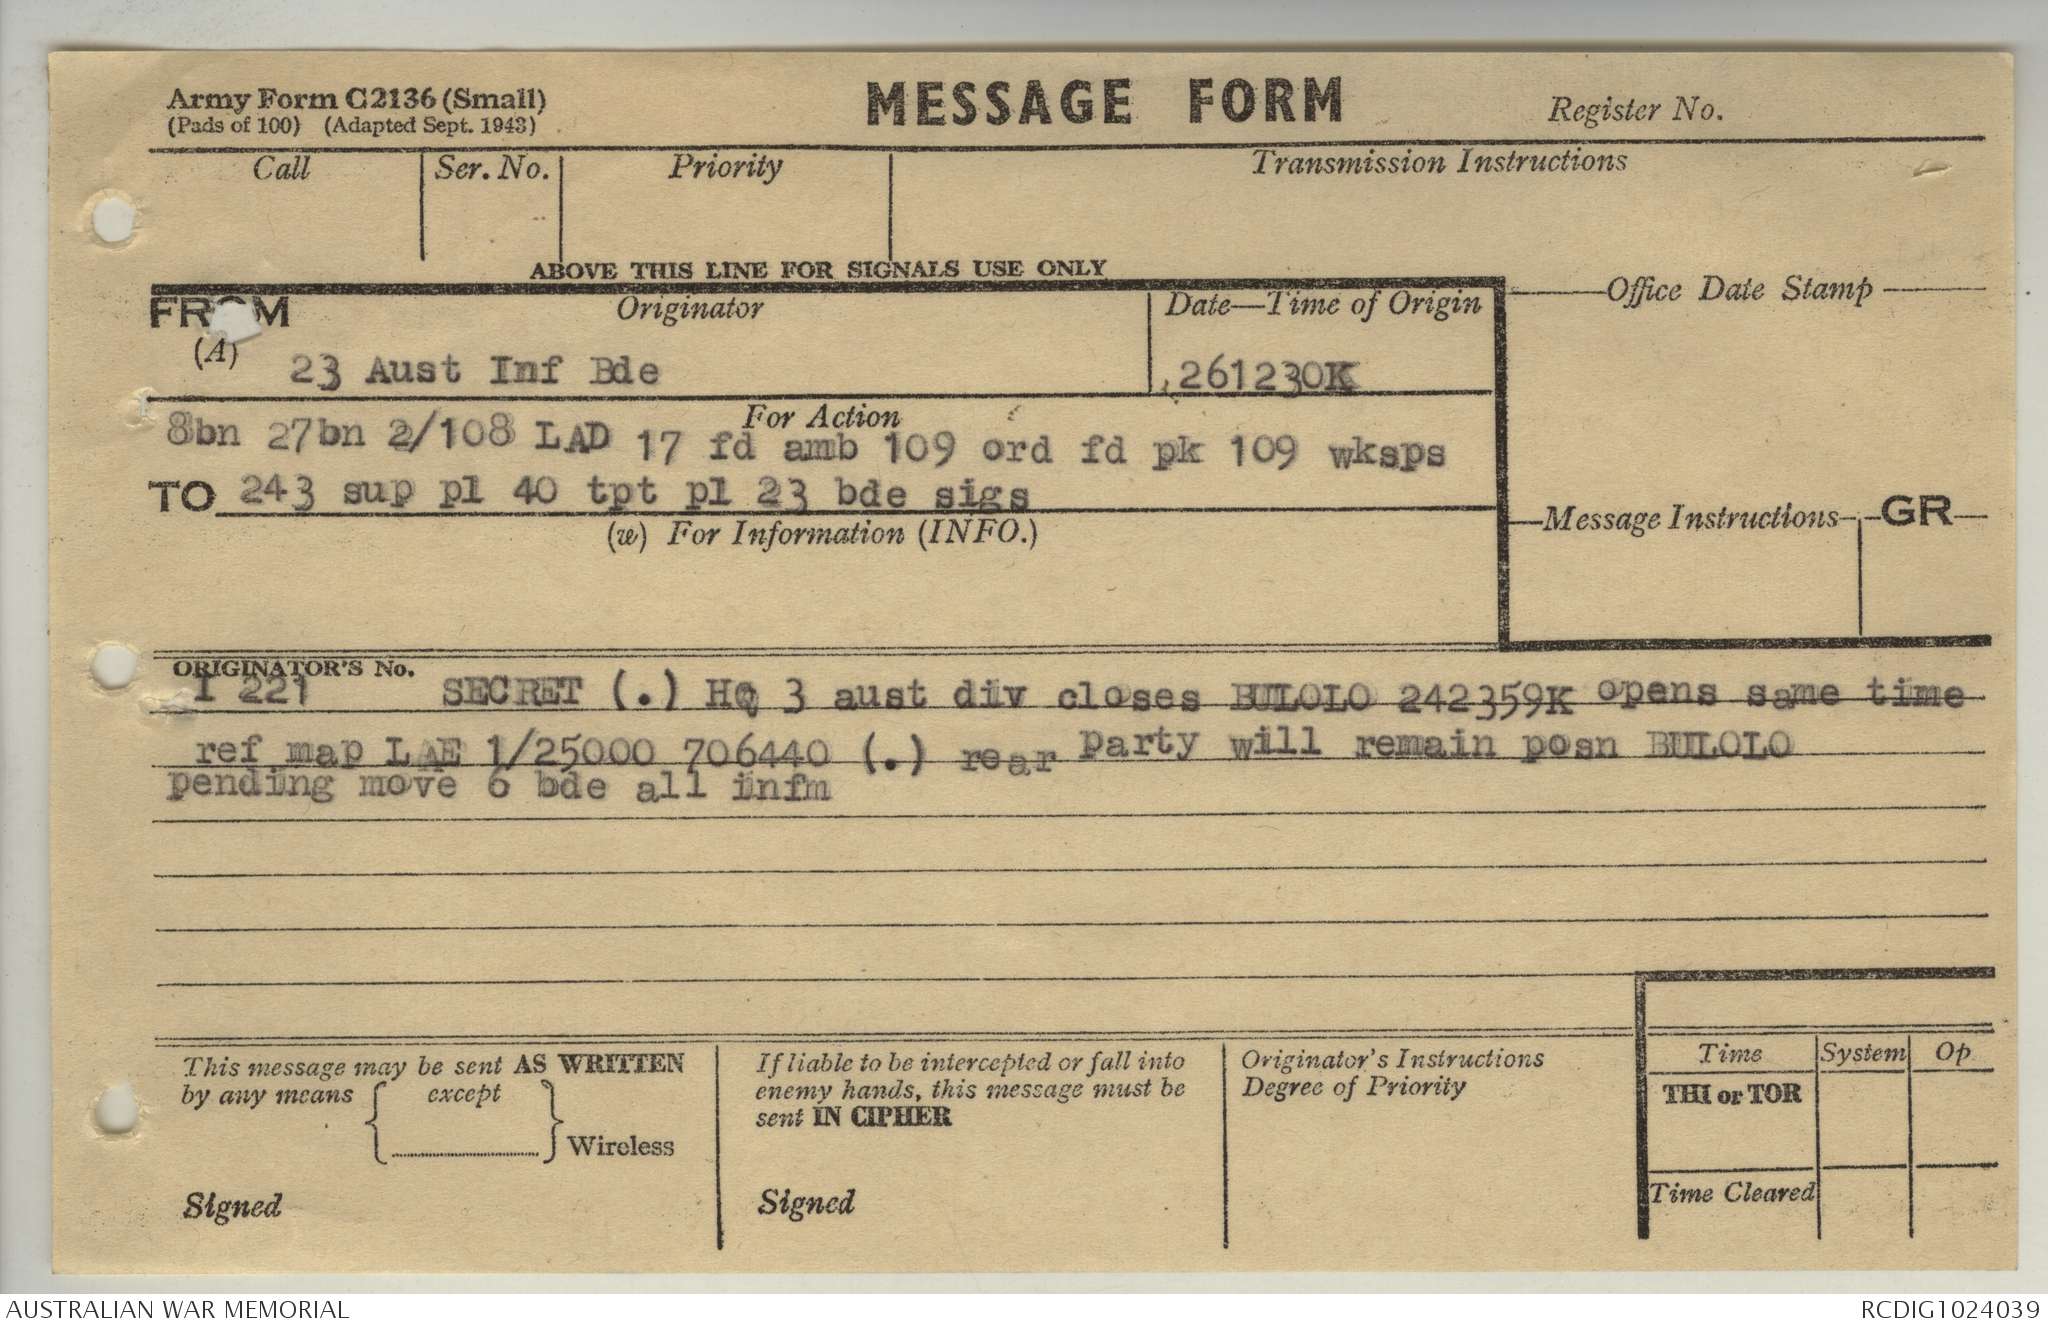 Army Form C2136 (Small)
(Pads of 100) (Adapted Sept. 1943)
MESSAGE FORM
Register No.
Call
Ser. No.
Priority
Transmission Instructions
ABOVE THIS LINE FOR SIGNALS USE ONLY
FROM
(A)
Originator
Date—Time of Origin
Office Date Stamp
23 Aust Inf Bde
261230K
For Action
8bn 27bn 2/108 LAD 17 fd amb 109 ord fd pk 109 wksps
TO 243 sup pl 40 tpt pl 23 bde sigs
(w) For Information (INFO.)
Message Instructions
GR
ORIGINATOR'S No.
I 221 SECRET (.) HQ 3 aust div closes BULOLO 242359K opens same time
ref map LAE 1/25000 706440 (.) rear party will remain posn BULOLO
pending move 6 bde all infm
This message may be sent AS WRITTEN
by any means except
Wireless
Signed
If liable to be intercepted or fall into
enemy hands, this message must be
sent IN CIPHER
Signed
Originator's Instructions
Degree of Priority
Time
System
Op
THI or TOR
Time Cleared
AUSTRALIAN WAR MEMORIAL
RCDIG1024039